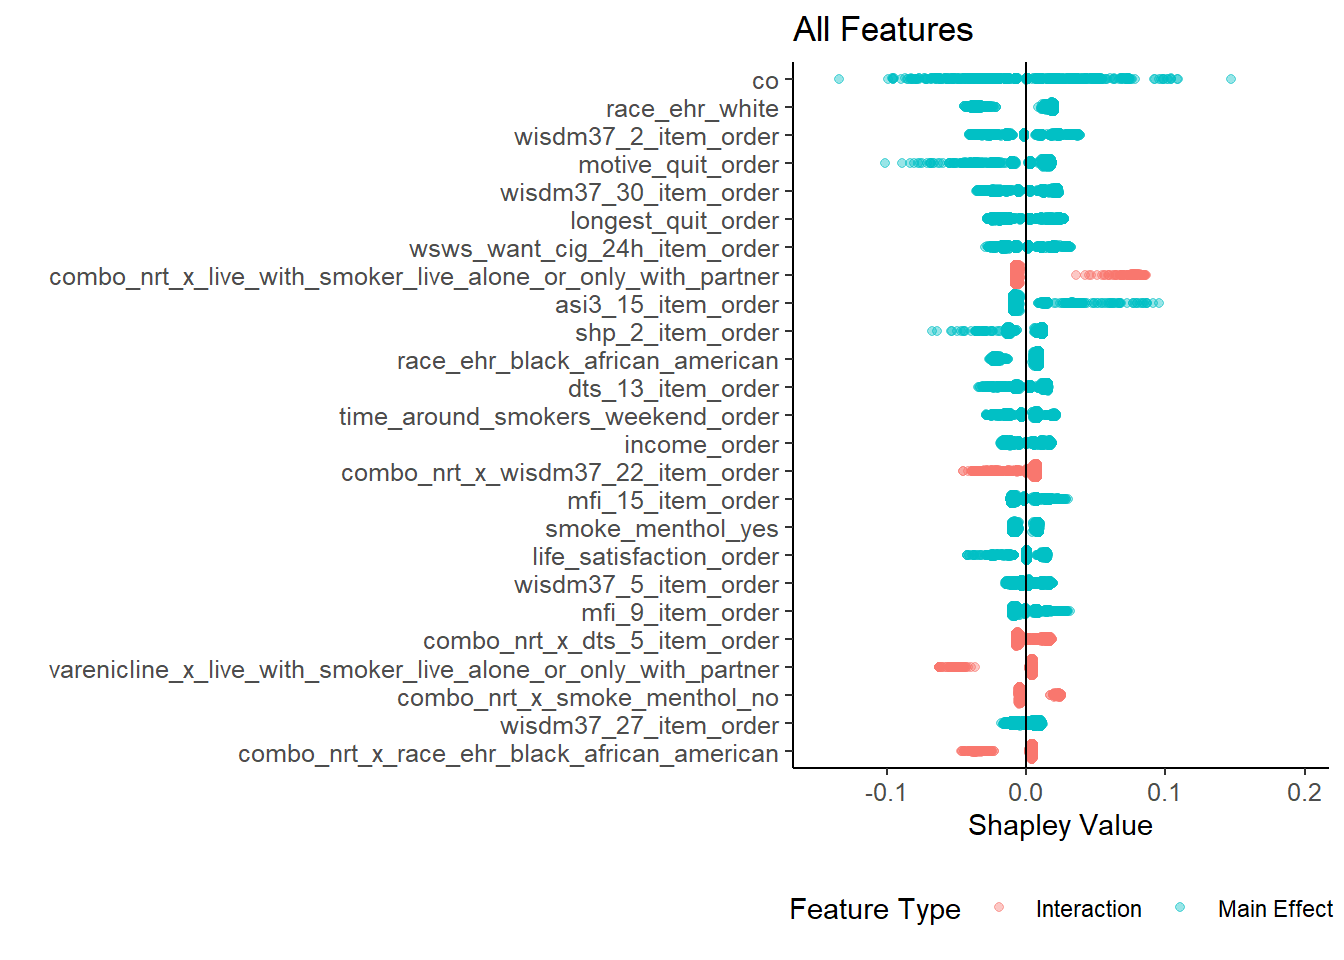 All Features
co
race_ehr_white
wisdm37_2_item_order
motive_quit_order
wisdm37_30_item_order
longest_quit_order
wsws_want_cig_24h_item_order
combo_nrt_x_live_with_smoker_live_alone_or_only_with_partner
asi3_15_item_order
shp_2_item_order
race_ehr_black_african_american
dts_13_item_order
time_around_smokers_weekend_order
income_order
combo_nrt_x_wisdm37_22_item_order
mfi_15_item_order
smoke_menthol_yes
life_satisfaction_order
wisdm37_5_item_order
mfi_9_item_order
combo_nrt_x_dts_5_item_order
varenicline_x_live_with_smoker_live_alone_or_only_with_partner
combo_nrt_x_smoke_menthol_no
wisdm37_27_item_order
combo_nrt_x_race_ehr_black_african_american
-0.1 0.0 0.1 0.2
Shapley Value
Feature Type Interaction Main Effect